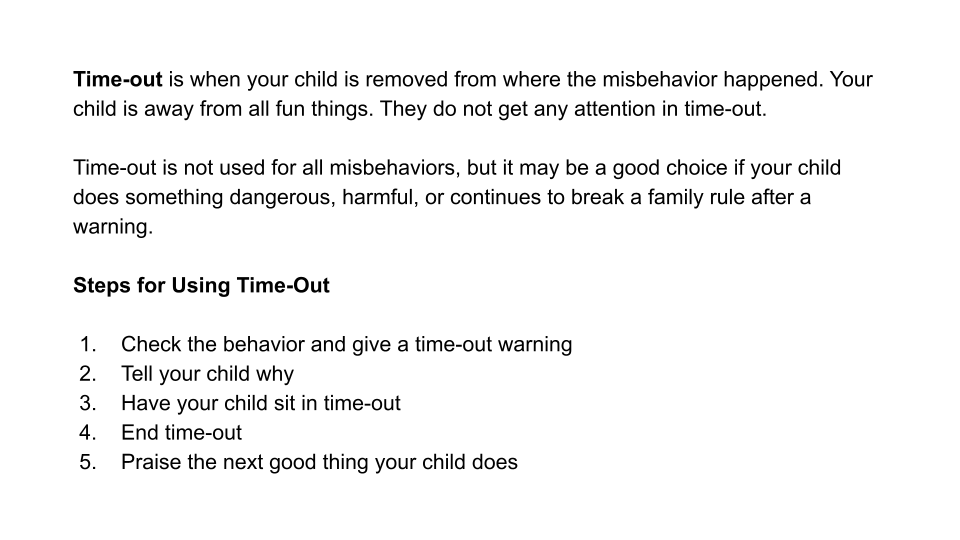 Time-out is when your child is removed from where the misbehavior happened. Your
child is away from all fun things. They do not get any attention in time-out.
Time-out is not used for all misbehaviors, but it may be a good choice if your child
does something dangerous, harmful, or continues to break a family rule after a
warning.
Steps for Using Time-Out
1. Check the behavior and give a time-out warning
2. Tell your child why
3. Have your child sit in time-out
4. End time-out
5. Praise the next good thing your child does